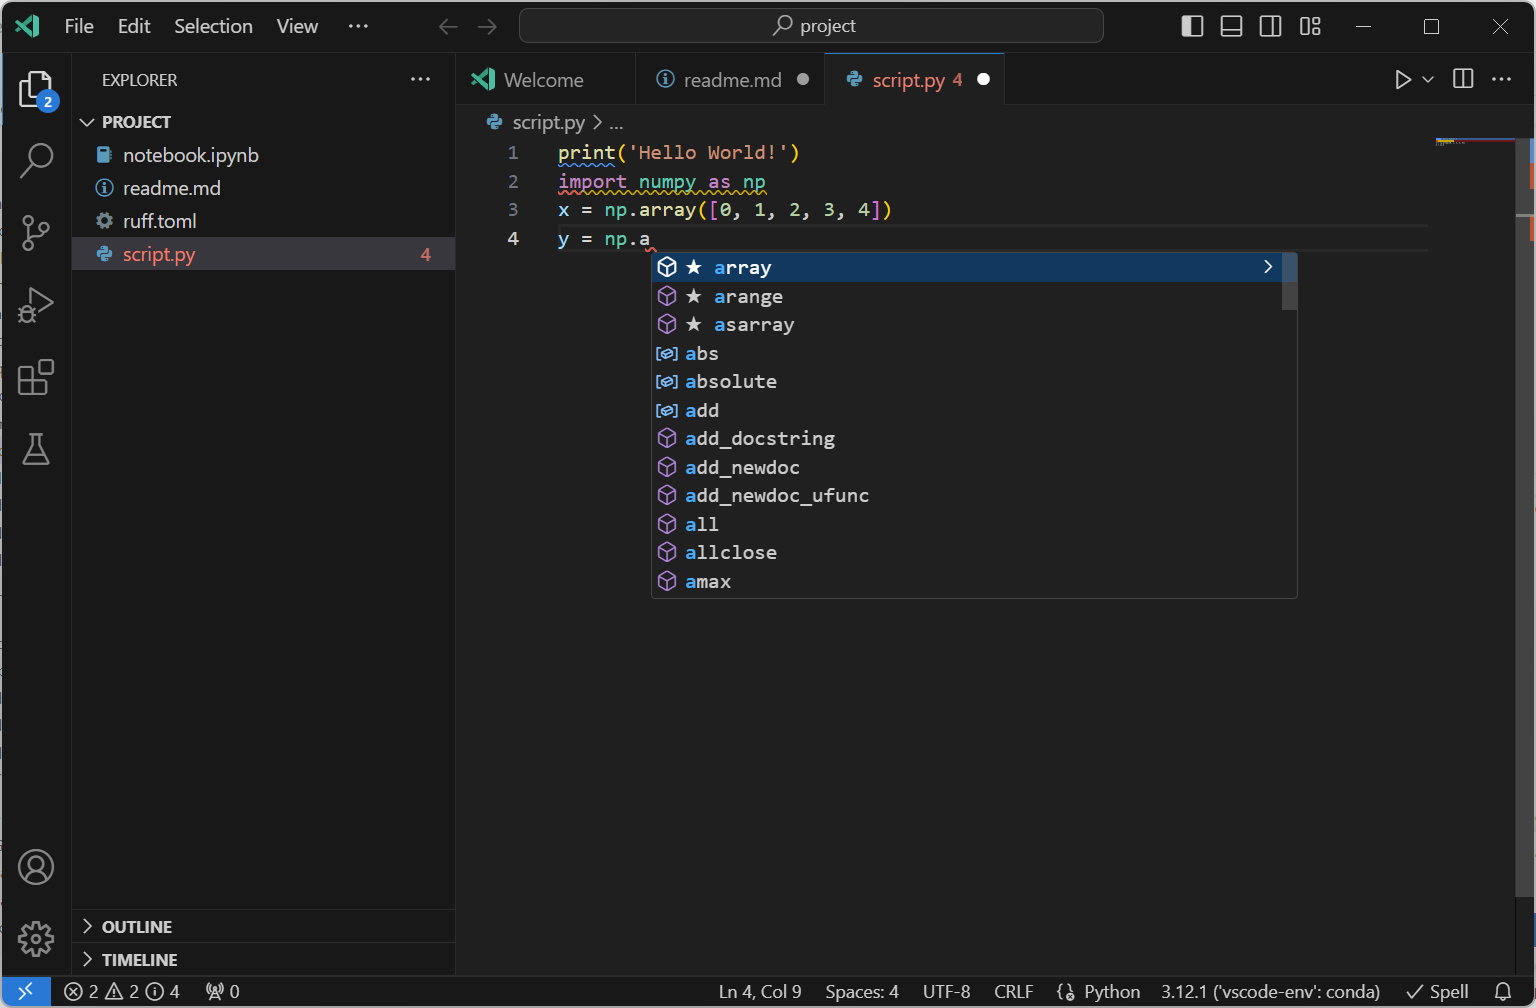 File Edit Selection View ··· project
EXPLORER ···
2
PROJECT
notebook.ipynb
readme.md
ruff.toml
script.py 4
OUTLINE
TIMELINE
Welcome readme.md script.py 4 ···
script.py > ...
1 print('Hello World!')
2 import numpy as np
3 x = np.array([0, 1, 2, 3, 4])
4 y = np.a
★ array
★ arange
★ asarray
abs
absolute
add
add_docstring
add_newdoc
add_newdoc_ufunc
all
allclose
amax
2 2 4 0 Ln 4, Col 9 Spaces: 4 UTF-8 CRLF Python 3.12.1 ('vscode-env': conda) Spell